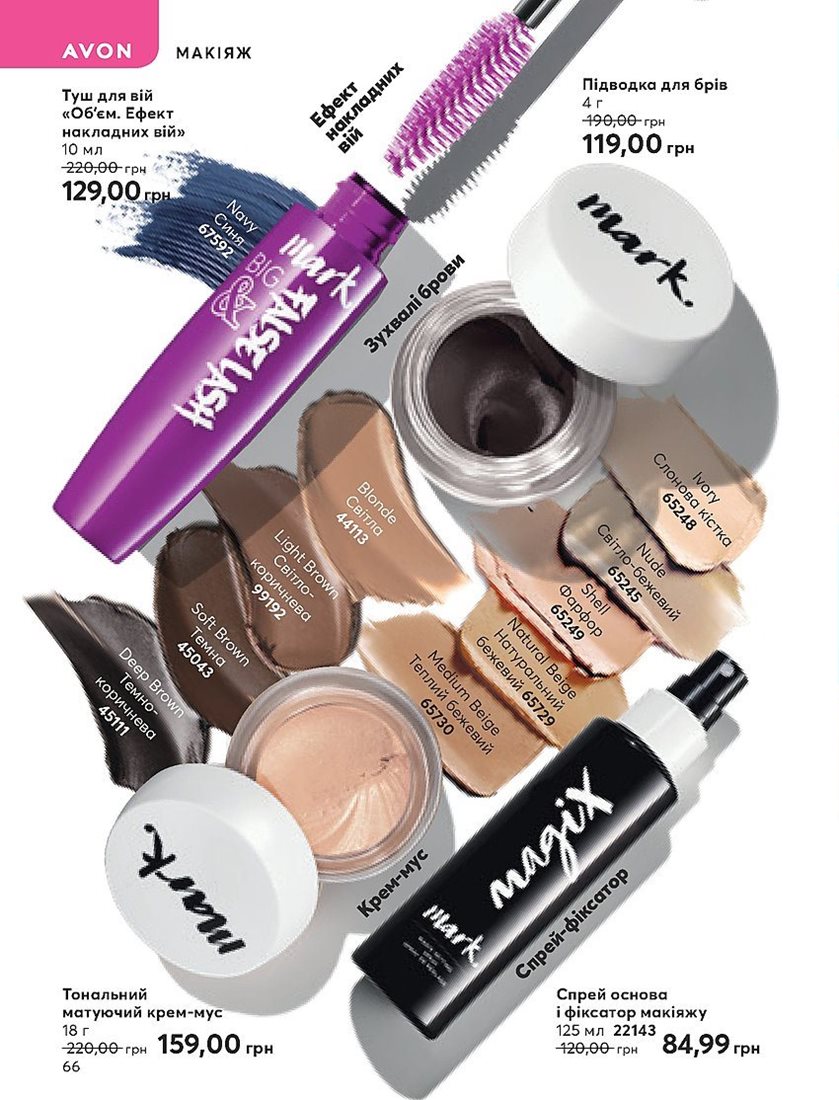 AVON
МАКІЯЖ
Туш для вій
«Об'єм. Ефект
накладних вій»
10 мл
220,00 грн
129,00 грн
Ефект
накладних
вій
Підводка для брів
4 г
190,00 грн
119,00 грн
Navy
Синя
67592
mark.
BIG
&
FALSE LASH
mark.
Зухвалі брови
Blonde
Світла
44113
Light Brown
Світло-
коричнева
99192
Soft Brown
Темна
45043
Deep Brown
Темно-
коричнева
45111
Ivory
Слонова кістка
65248
Nude
Світло-бежевий
65245
Shell
Фарфор
65249
Natural Beige
Натуральний
бежевий 65729
Medium Beige
Теплий бежевий
65730
mark.
Крем-мус
magix
mark.
Спрей-фіксатор
Тональний
матуючий крем-мус
18 г
220,00 грн 159,00 грн
66
Спрей основа
і фіксатор макіяжу
125 мл 22143
120,00 грн 84,99 грн